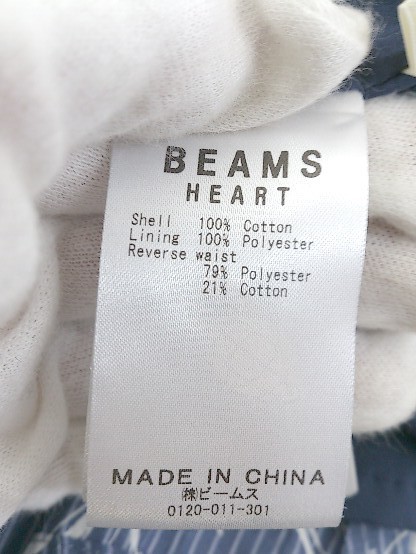 BEAMS
HEART
Shell 100% Cotton
Lining 100% Polyester
Reverse waist
79% Polyester
21% Cotton
MADE IN CHINA
㈱ビームス
0120-011-301